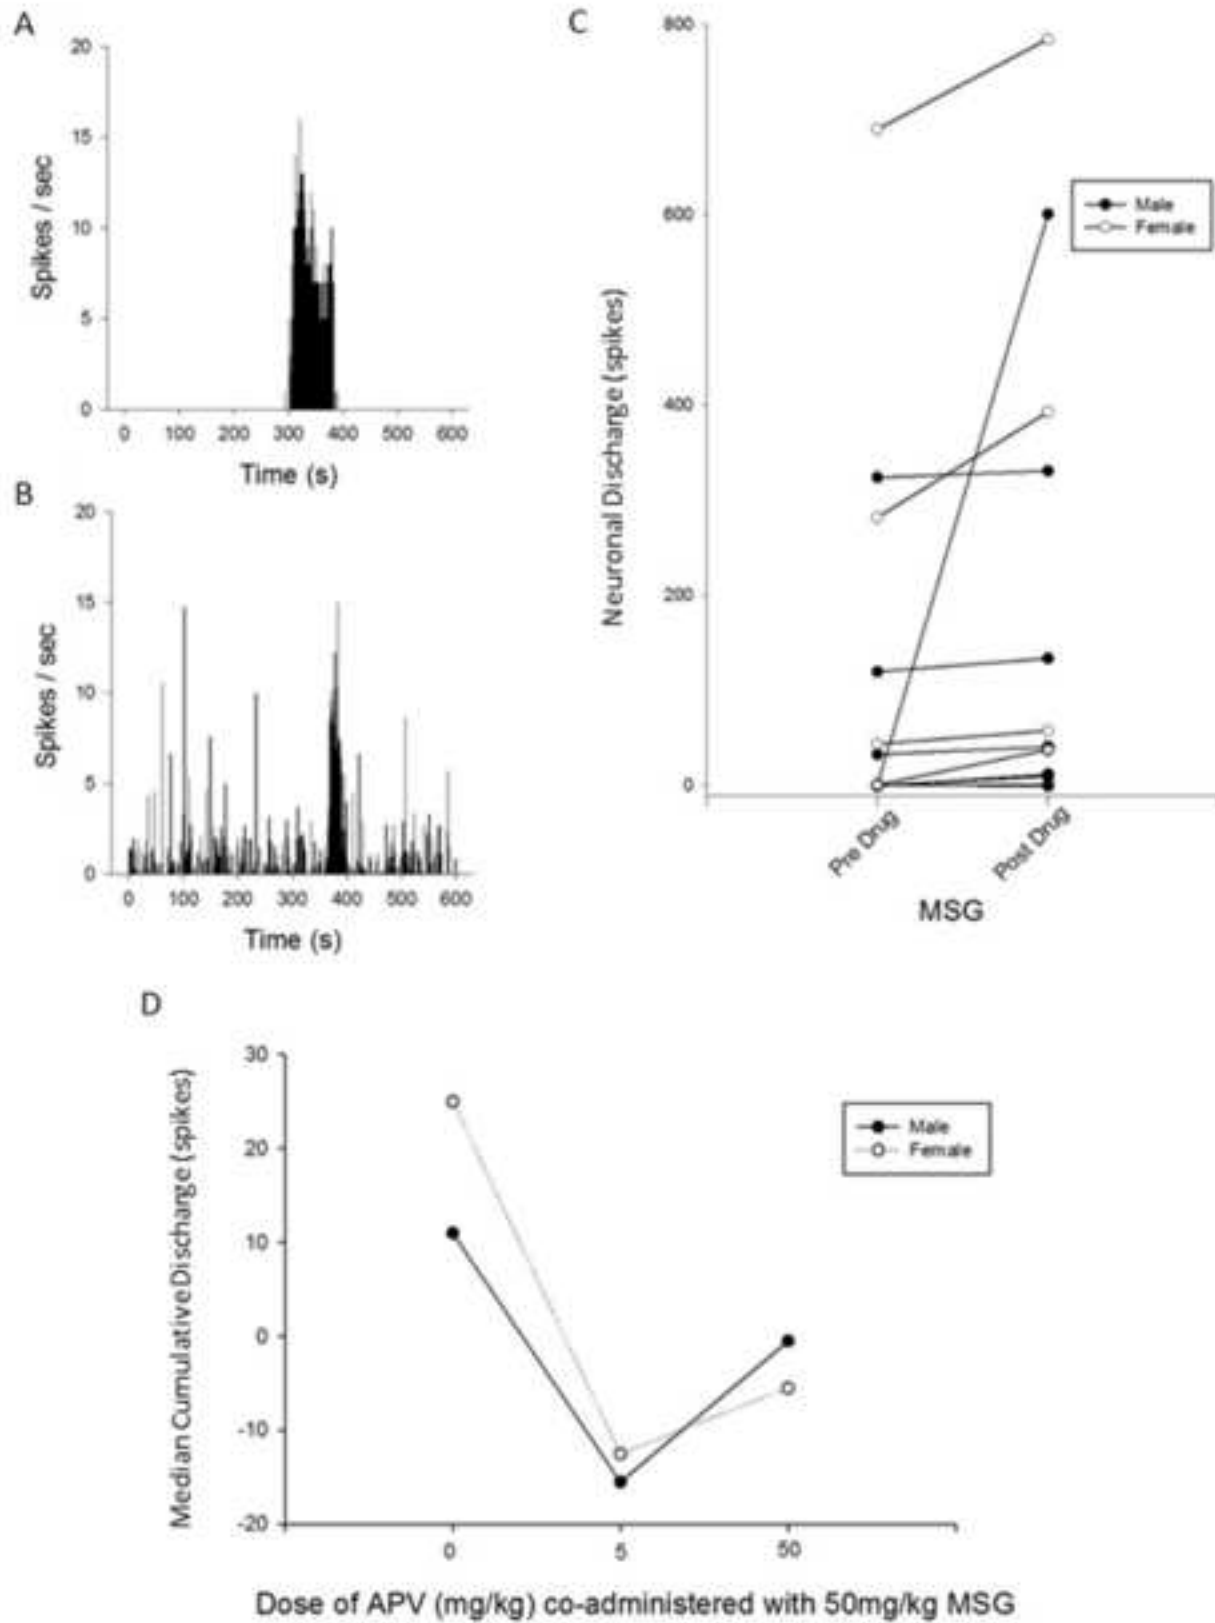 A
20
15
10
5
0
Spikes / sec
0 100 200 300 400 500 600
Time (s)
B
20
15
10
5
0
Spikes / sec
0 100 200 300 400 500 600
Time (s)
C
800
600
400
200
0
Neuronal Discharge (spikes)
Male
Female
Pre Drug
Post Drug
MSG
D
30
20
10
0
-10
-20
Median CumulativeDischarge (spikes)
Male
Female
0 5 50
Dose of APV (mg/kg) co-administered with 50mg/kg MSG